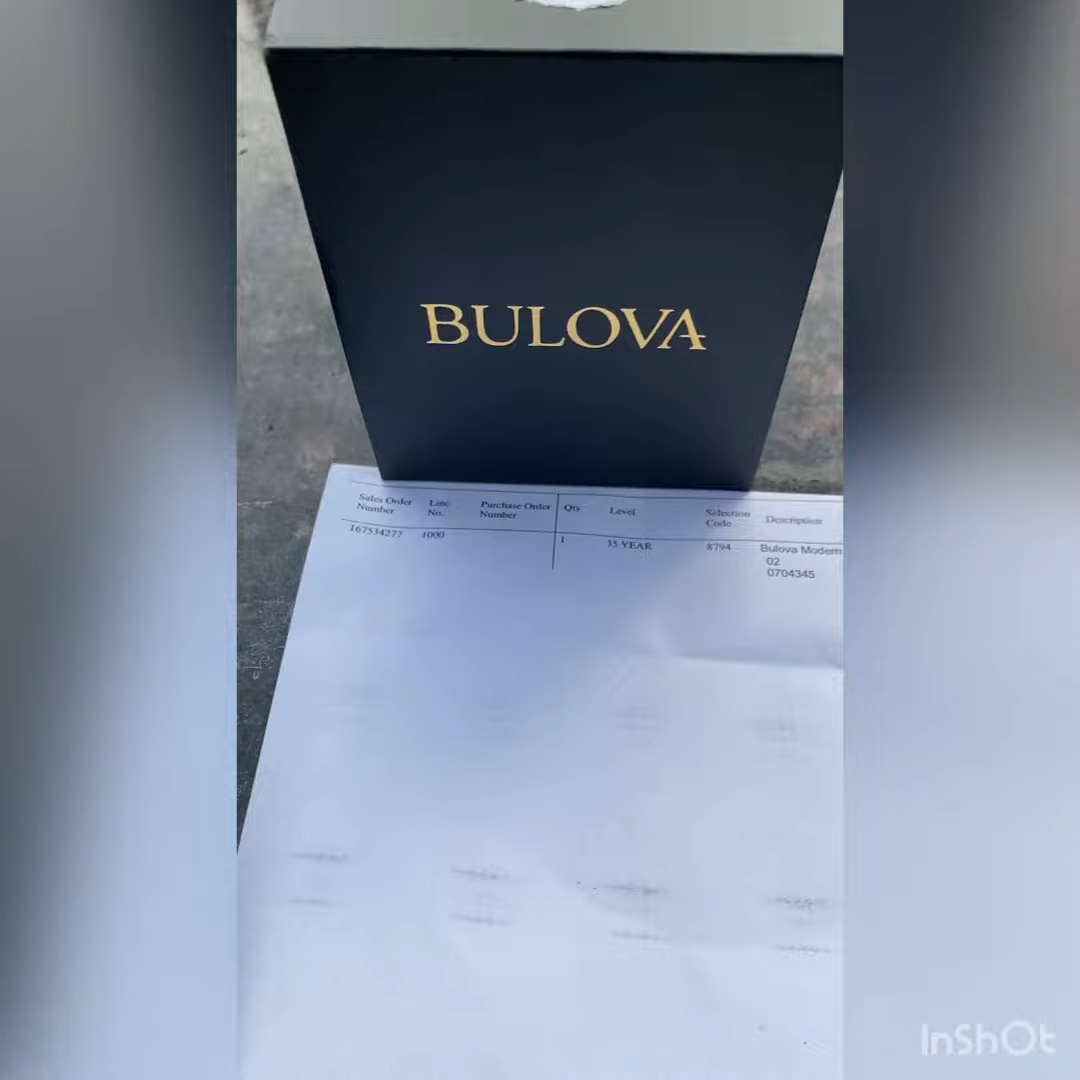 BULOVA
Sales Order Number Line No. Purchase Order Number Qty Level Selection Code Description
167534277 1000 1 15 YEAR 8794 Bulova Modern
02
0704345
InShOt